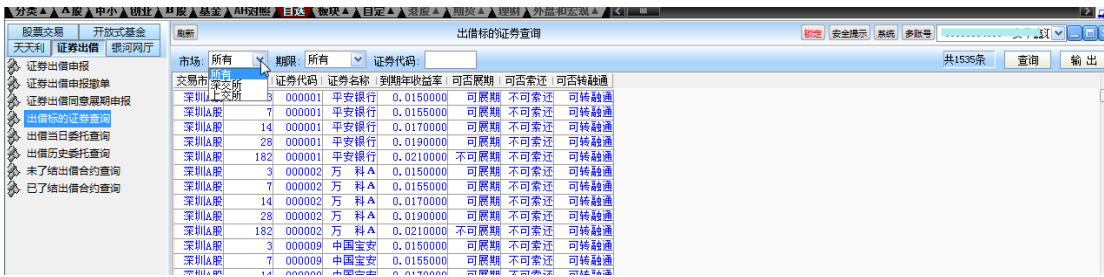 分类▲ A股▲ 中小▲ 创业▲ B股▲ 基金▲ AH对照▲ 自选▲ 板块▲ 自定▲ 港股▲ 期货▲ 理财▲ 外盘和宏观▲
股票交易 开放式基金
天天利 证券出借 银河网厅
刷新 出借标的证券查询 锁定 安全提示 系统 多账号
市场: 所有 期限: 所有 证券代码: 共1535条 查询 输出
所有
深交所
上交所
证券出借申报
证券出借申报撤单
证券出借同意展期申报
出借标的证券查询
出借当日委托查询
出借历史委托查询
未了结出借合约查询
已了结出借合约查询
交易市 证券代码 证券名称 到期年收益率 可否展期 可否索还 可否转融通
深圳A股 3 000001 平安银行 0.0150000 可展期 不可索还 可转融通
深圳A股 7 000001 平安银行 0.0155000 可展期 不可索还 可转融通
深圳A股 14 000001 平安银行 0.0170000 可展期 不可索还 可转融通
深圳A股 28 000001 平安银行 0.0190000 可展期 不可索还 可转融通
深圳A股 182 000001 平安银行 0.0210000 不可展期 不可索还 可转融通
深圳A股 3 000002 万 科A 0.0150000 可展期 不可索还 可转融通
深圳A股 7 000002 万 科A 0.0155000 可展期 不可索还 可转融通
深圳A股 14 000002 万 科A 0.0170000 可展期 不可索还 可转融通
深圳A股 28 000002 万 科A 0.0190000 可展期 不可索还 可转融通
深圳A股 182 000002 万 科A 0.0210000 不可展期 不可索还 可转融通
深圳A股 3 000009 中国宝安 0.0150000 可展期 不可索还 可转融通
深圳A股 7 000009 中国宝安 0.0155000 可展期 不可索还 可转融通
深圳A股 14 000009 中国宝安 0.0170000 可展期 不可索还 可转融通